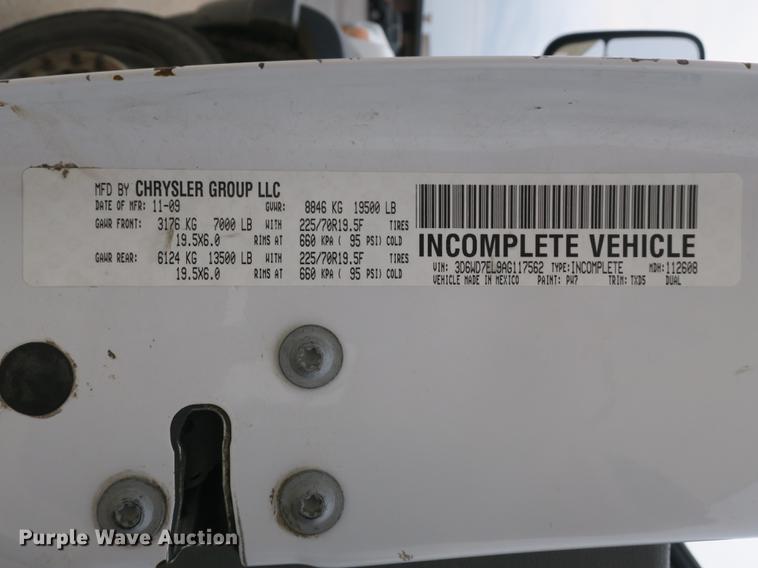 MFD BY CHRYSLER GROUP LLC
DATE OF MFR: 11-09 GVWR: 8846 KG 19500 LB
GAWR FRONT: 3176 KG 7000 LB WITH 225/70R19.5F TIRES
19.5X6.0 RIMS AT 660 KPA ( 95 PSI) COLD
GAWR REAR: 6124 KG 13500 LB WITH 225/70R19.5F TIRES
19.5X6.0 RIMS AT 660 KPA ( 95 PSI) COLD
INCOMPLETE VEHICLE
VIN: 3D6WD7EL9AG117562 TYPE: INCOMPLETE MDH: 112608
VEHICLE MADE IN MEXICO PAINT: PW7 TRIM: TXD5 DUAL
Purple Wave Auction